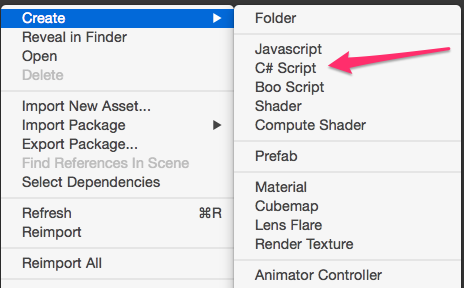 Create
Reveal in Finder
Open
Delete
Import New Asset...
Import Package
Export Package...
Find References In Scene
Select Dependencies
Refresh ⌘R
Reimport
Reimport All
Folder
Javascript
C# Script
Boo Script
Shader
Compute Shader
Prefab
Material
Cubemap
Lens Flare
Render Texture
Animator Controller